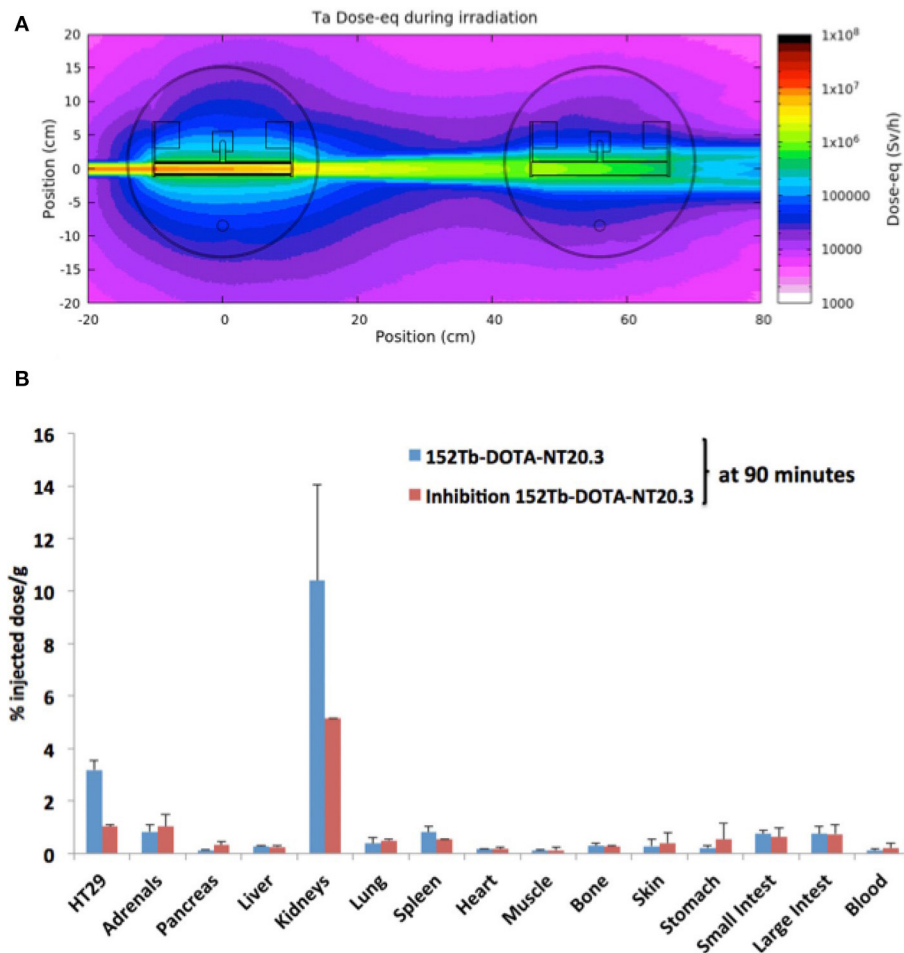 A
Ta Dose-eq during irradiation
Position (cm)
20
15
10
5
0
-5
-10
-15
-20
-20
0
20
40
60
80
Position (cm)
1x10⁸
1x10⁷
1x10⁶
100000
10000
1000
Dose-eq (Sv/h)
B
% injected dose/g
16
14
12
10
8
6
4
2
0
152Tb-DOTA-NT20.3
Inhibition 152Tb-DOTA-NT20.3
at 90 minutes
HT29
Adrenals
Pancreas
Liver
Kidneys
Lung
Spleen
Heart
Muscle
Bone
Skin
Stomach
Small Intest
Large Intest
Blood